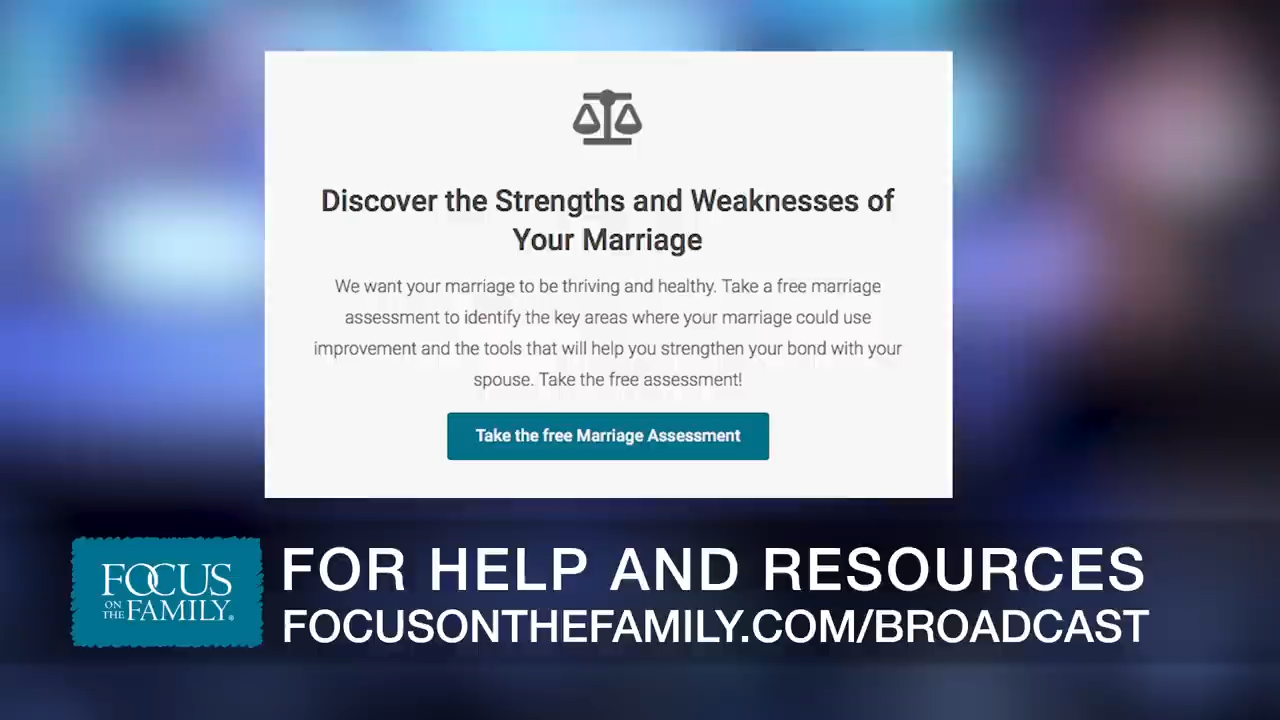 Discover the Strengths and Weaknesses of
Your Marriage
We want your marriage to be thriving and healthy. Take a free marriage
assessment to identify the key areas where your marriage could use
improvement and the tools that will help you strengthen your bond with your
spouse. Take the free assessment!
Take the free Marriage Assessment
FOCUS
ON THE FAMILY®
FOR HELP AND RESOURCES
FOCUSONTHEFAMILY.COM/BROADCAST